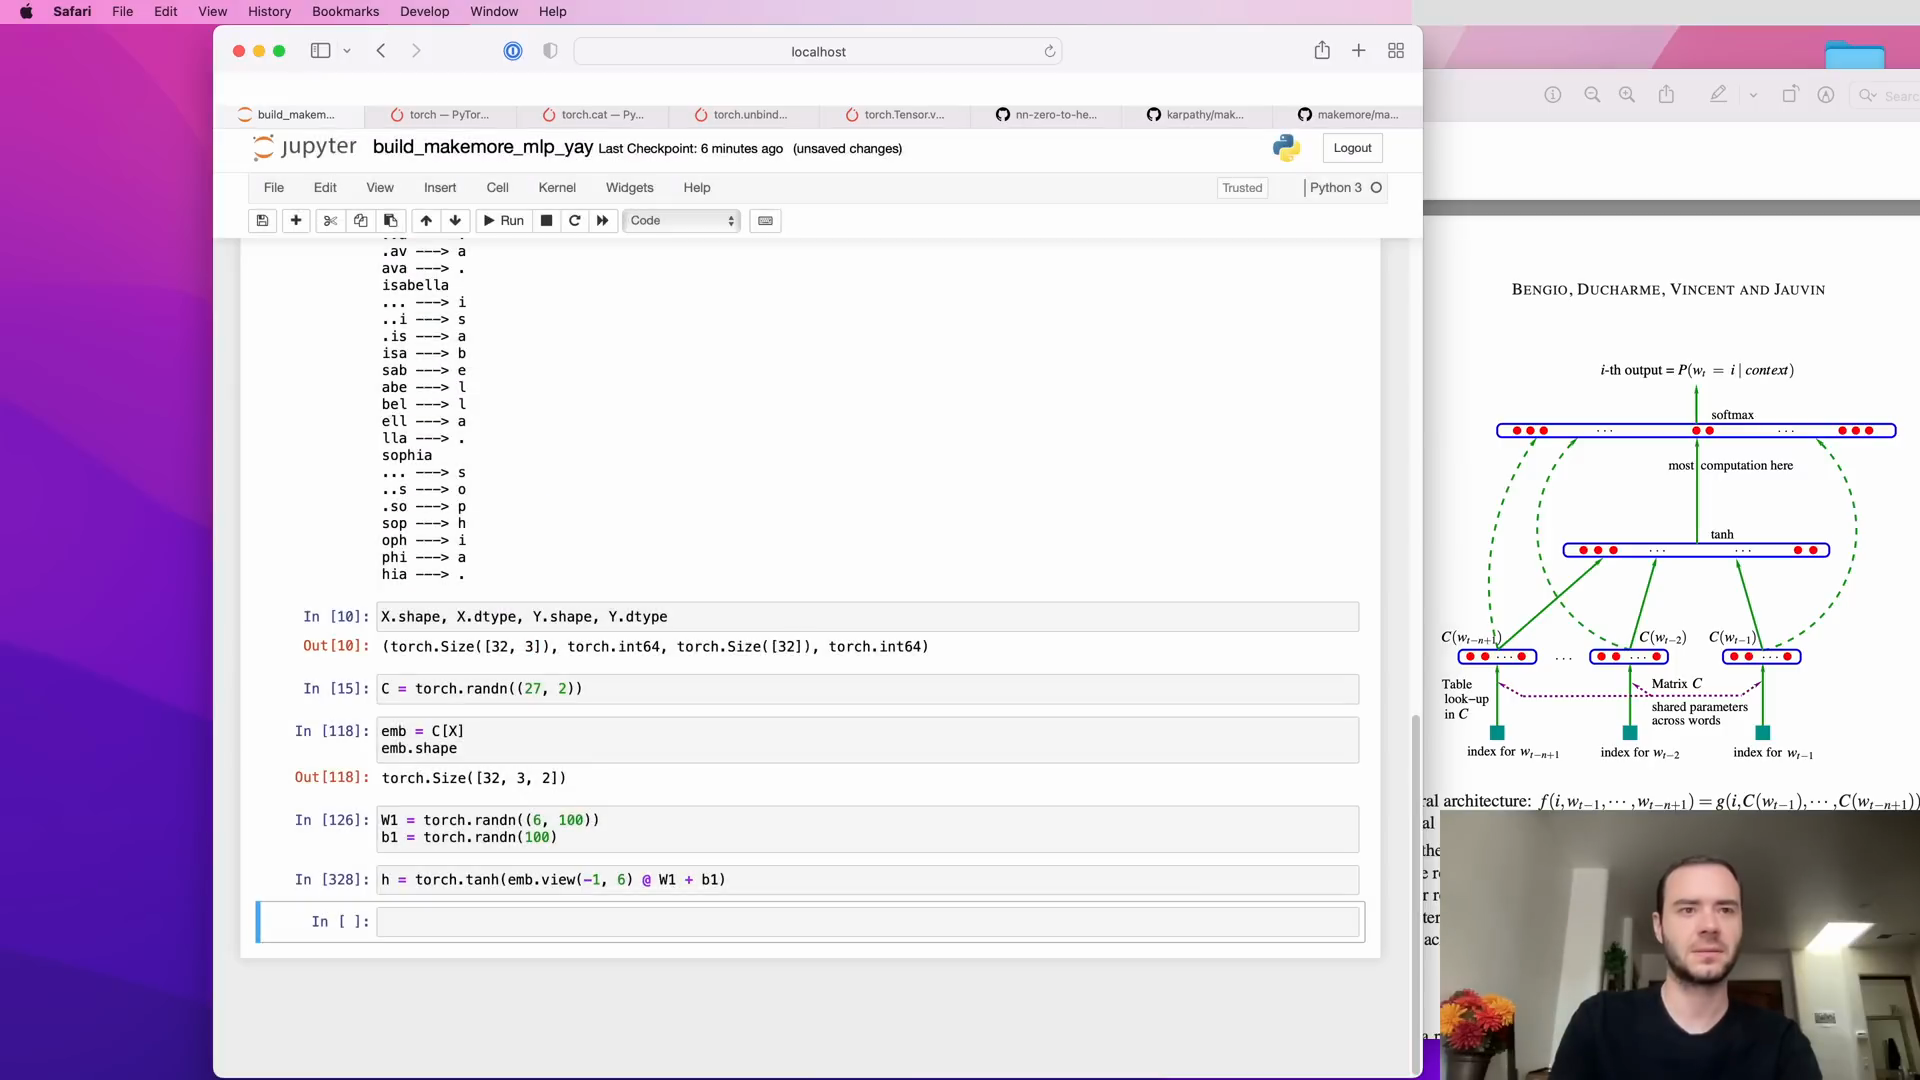 Safari File Edit View History Bookmarks Develop Window Help
localhost
Searc
build_makem... torch — PyTor... torch.cat — Py... torch.unbind... torch.Tensor.v... nn-zero-to-he... karpathy/mak... makemore/ma...
jupyter build_makemore_mlp_yay Last Checkpoint: 6 minutes ago (unsaved changes) Logout
File Edit View Insert Cell Kernel Widgets Help Trusted Python 3
Run Code
.av ---> a
ava ---> .
isabella
... ---> i
..i ---> s
.is ---> a
isa ---> b
sab ---> e
abe ---> l
bel ---> l
ell ---> a
lla ---> .
sophia
... ---> s
..s ---> o
.so ---> p
sop ---> h
oph ---> i
phi ---> a
hia ---> .
In [10]: X.shape, X.dtype, Y.shape, Y.dtype
Out[10]: (torch.Size([32, 3]), torch.int64, torch.Size([32]), torch.int64)
In [15]: C = torch.randn((27, 2))
In [118]: emb = C[X]
emb.shape
Out[118]: torch.Size([32, 3, 2])
In [126]: W1 = torch.randn((6, 100))
b1 = torch.randn(100)
In [328]: h = torch.tanh(emb.view(-1, 6) @ W1 + b1)
In [ ]:
BENGIO, DUCHARME, VINCENT AND JAUVIN
i-th output = P(w_t = i | context)
softmax
. . . . . .
most computation here
tanh
. . . . . .
C(w_{t−n+1}) C(w_{t−2}) C(w_{t−1})
. . . . . . . . . . . .
Table
look−up
in C
Matrix C
shared parameters
across words
index for w_{t−n+1} index for w_{t−2} index for w_{t−1}
ral architecture: f(i,w_{t−1},⋯,w_{t−n+1}) = g(i,C(w_{t−1}),⋯,C(w_{t−n+1}))
al
the
e r
r r
ter
ac